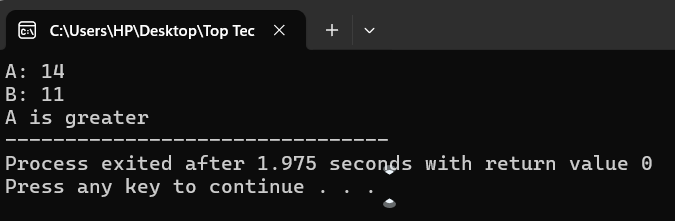 C:\Users\HP\Desktop\Top Tec
A: 14
B: 11
A is greater
--------------------------------
Process exited after 1.975 seconds with return value 0
Press any key to continue . . .